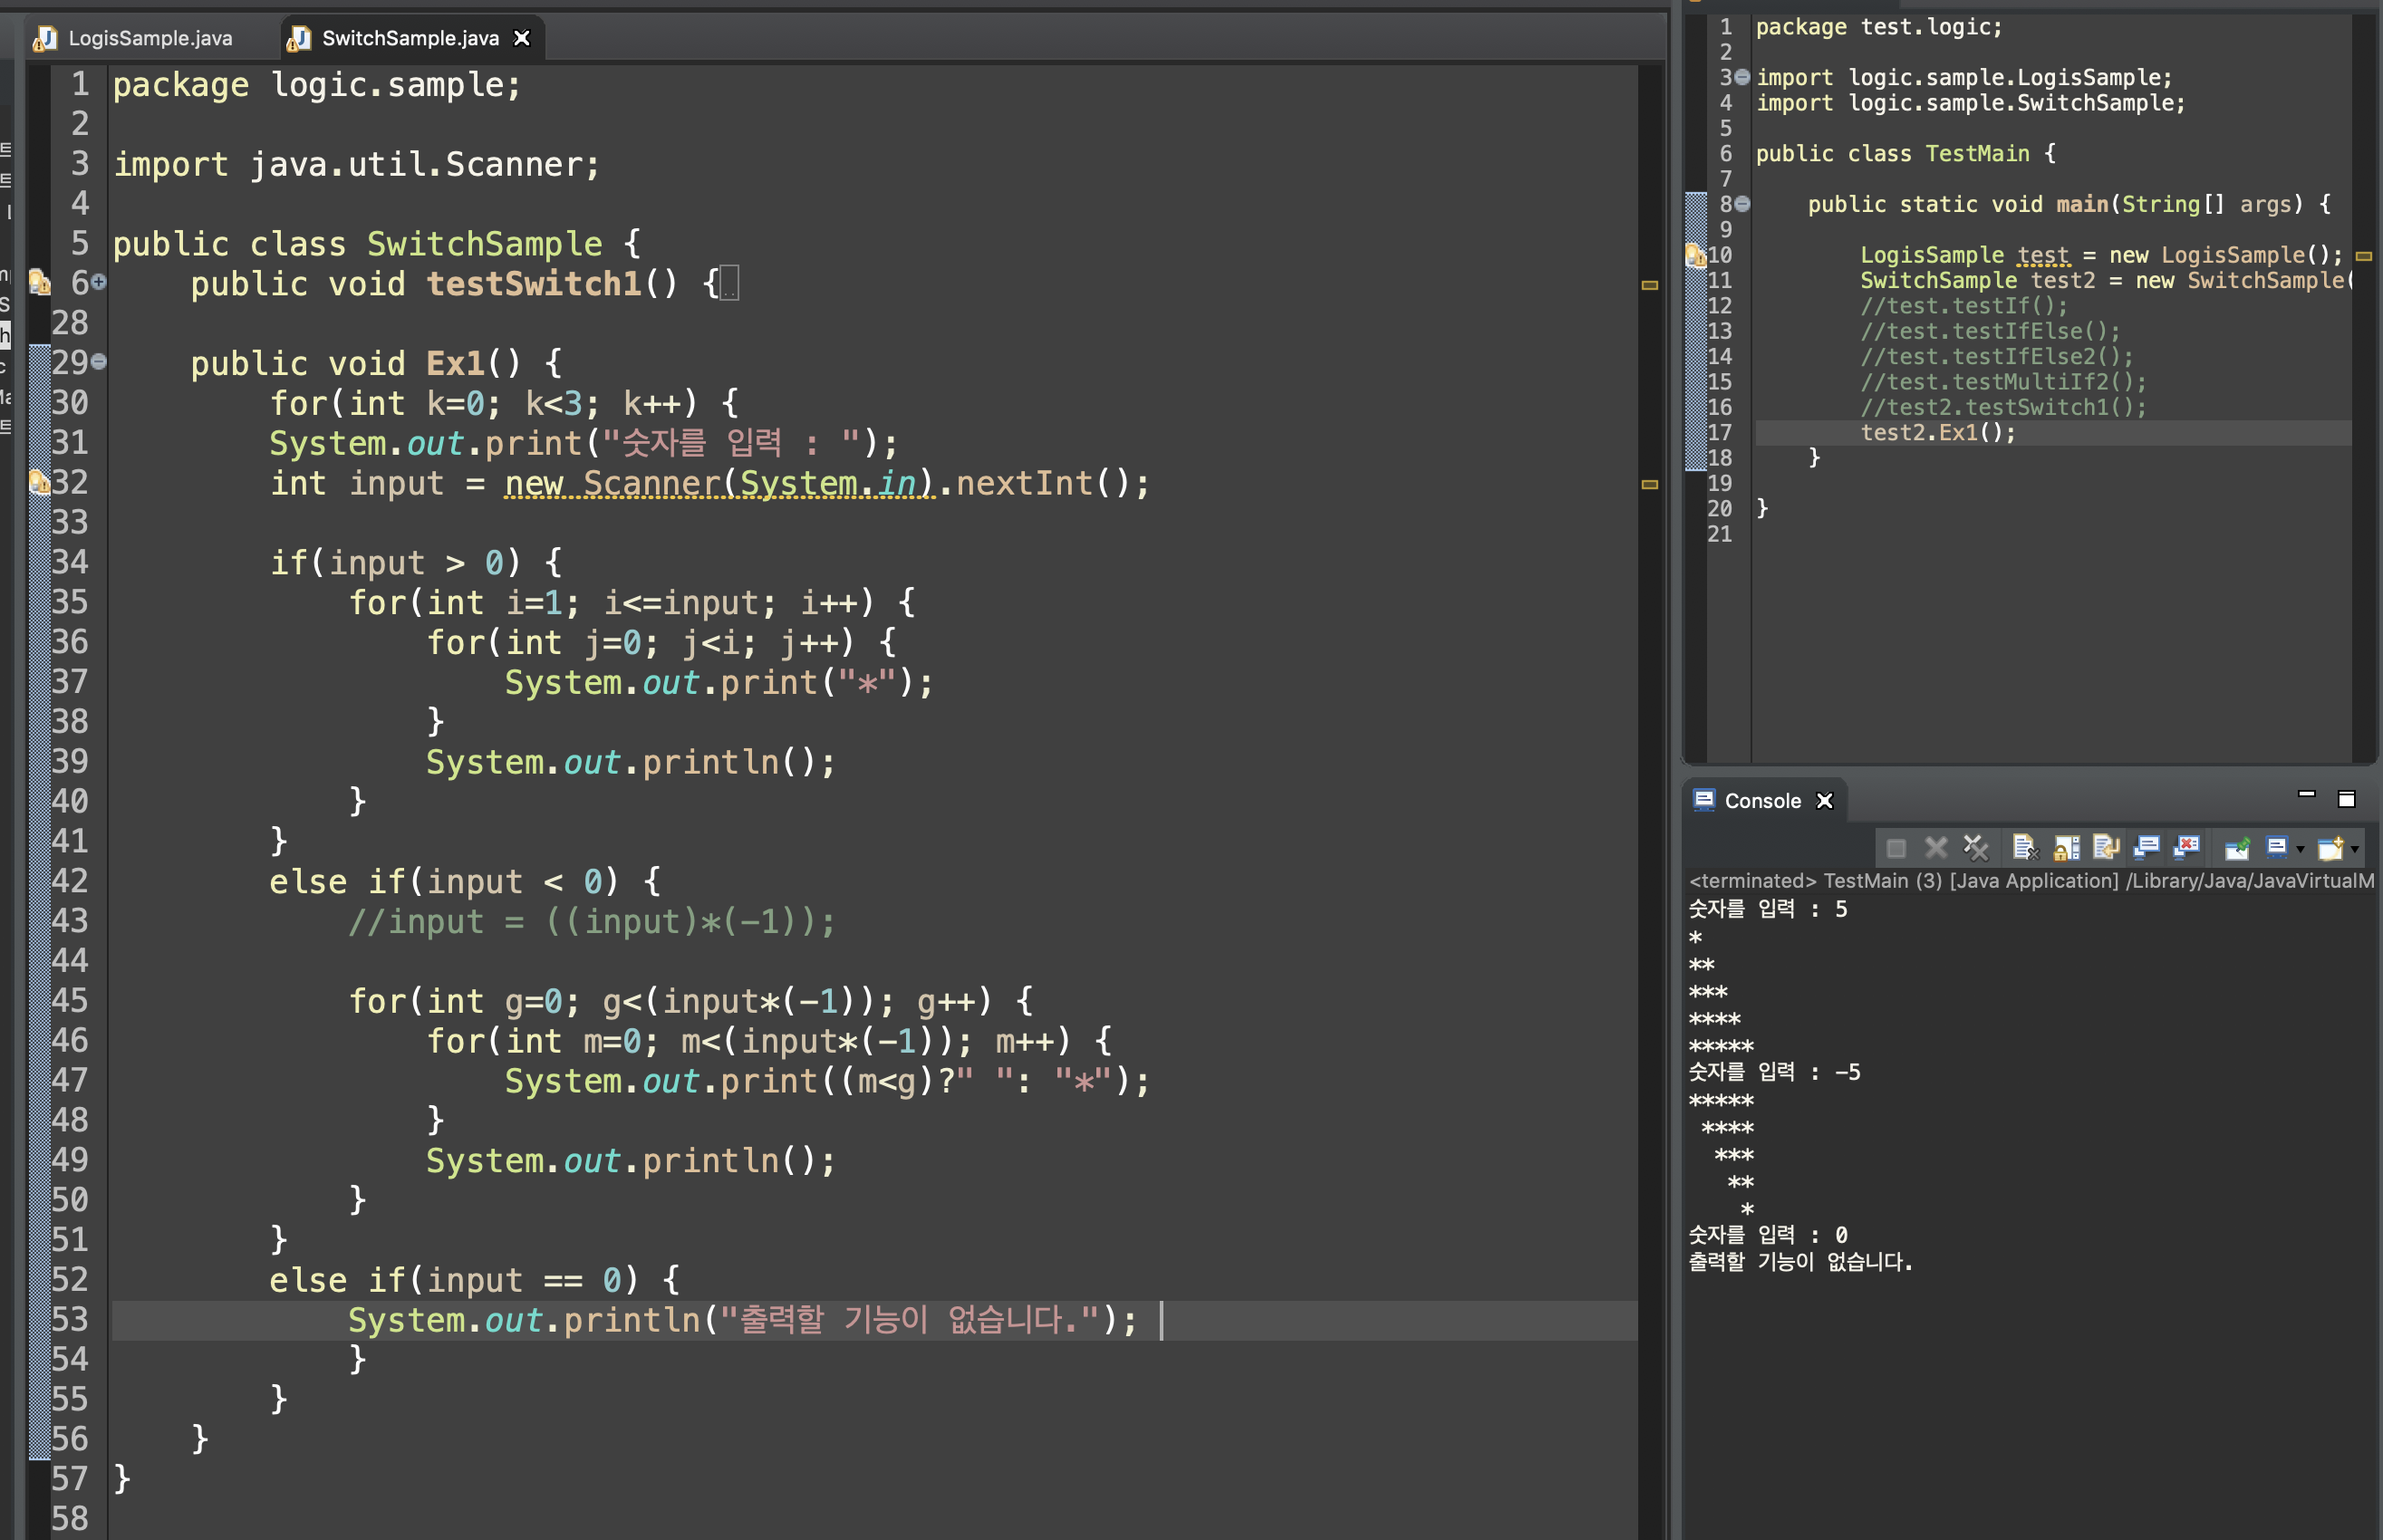 LogisSample.java
SwitchSample.java
1 package logic.sample;
2
3 import java.util.Scanner;
4
5 public class SwitchSample {
6     public void testSwitch1() {..
28
29     public void Ex1() {
30         for(int k=0; k<3; k++) {
31         System.out.print("숫자를 입력 : ");
32         int input = new Scanner(System.in).nextInt();
33
34         if(input > 0) {
35             for(int i=1; i<=input; i++) {
36                 for(int j=0; j<i; j++) {
37                     System.out.print("*");
38                 }
39                 System.out.println();
40             }
41         }
42         else if(input < 0) {
43             //input = ((input)*(-1));
44
45             for(int g=0; g<(input*(-1)); g++) {
46                 for(int m=0; m<(input*(-1)); m++) {
47                     System.out.print((m<g)?" ": "*");
48                 }
49                 System.out.println();
50             }
51         }
52         else if(input == 0) {
53             System.out.println("출력할 기능이 없습니다.");
54             }
55         }
56     }
57 }
58
1 package test.logic;
2
3 import logic.sample.LogisSample;
4 import logic.sample.SwitchSample;
5
6 public class TestMain {
7
8     public static void main(String[] args) {
9
10         LogisSample test = new LogisSample();
11         SwitchSample test2 = new SwitchSample(
12         //test.testIf();
13         //test.testIfElse();
14         //test.testIfElse2();
15         //test.testMultiIf2();
16         //test2.testSwitch1();
17         test2.Ex1();
18     }
19
20 }
21
Console
<terminated> TestMain (3) [Java Application] /Library/Java/JavaVirtualM
숫자를 입력 : 5
*
**
***
****
*****
숫자를 입력 : -5
*****
 ****
  ***
   **
    *
숫자를 입력 : 0
출력할 기능이 없습니다.